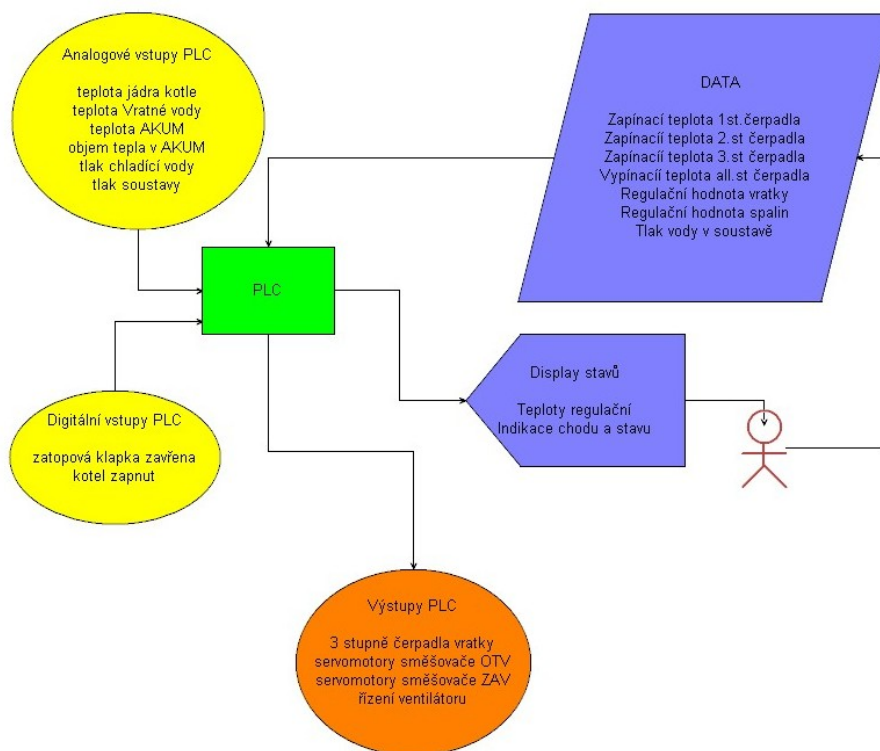 Analogové vstupy PLC
teplota jádra kotle
teplota Vratné vody
teplota AKUM
objem tepla v AKUM
tlak chladící vody
tlak soustavy
DATA
Zapínací teplota 1st.čerpadla
Zapínacíí teplota 2.st čerpadla
Zapínacíí teplota 3.st čerpadla
Vypínacíí teplota all.st čerpadla
Regulační hodnota vratky
Regulační hodnota spalin
Tlak vody v soustavě
PLC
Display stavů
Teploty regulační
Indikace chodu a stavu
Digitální vstupy PLC
zatopová klapka zavřena
kotel zapnut
Výstupy PLC
3 stupně čerpadla vratky
servomotory směšovače OTV
servomotory směšovače ZAV
řízení ventilátoru